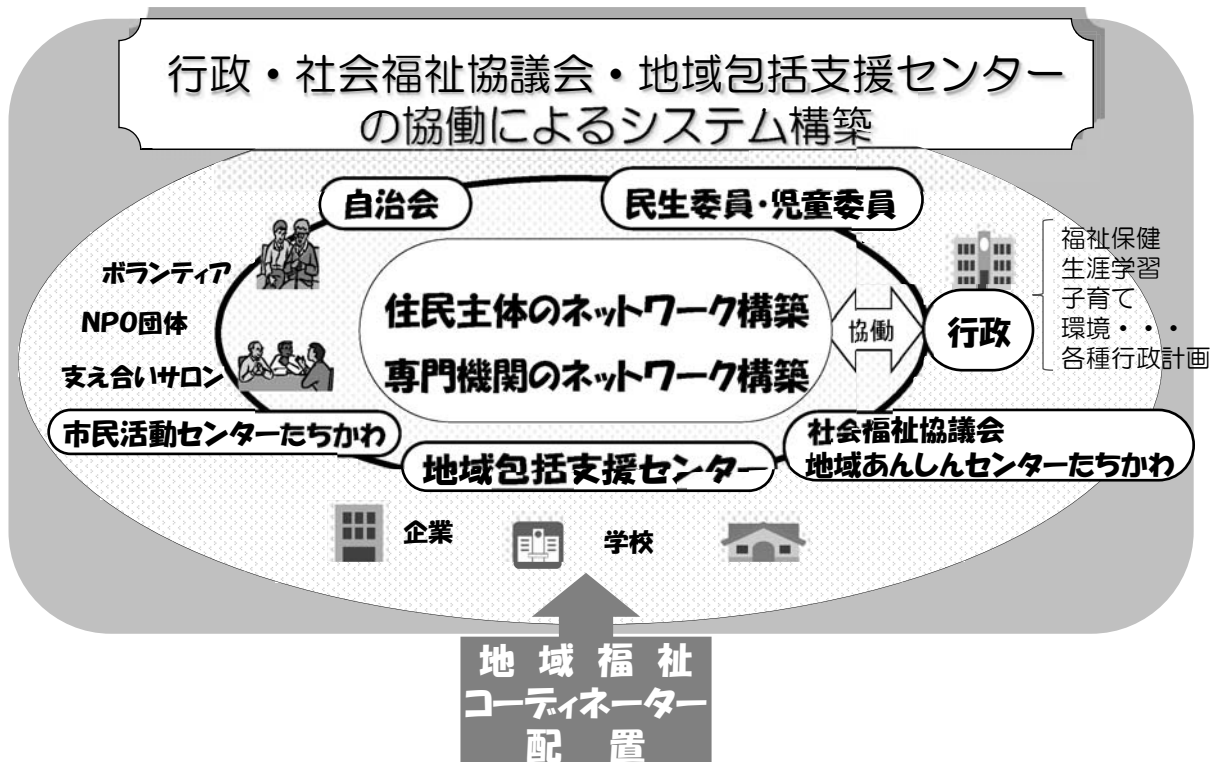 行政・社会福祉協議会・地域包括支援センター
の協働によるシステム構築
自治会
民生委員・児童委員
ボランティア
NPO団体
支え合いサロン
住民主体のネットワーク構築
専門機関のネットワーク構築
協働
行政
福祉保健
生涯学習
子育て
環境・・・
各種行政計画
市民活動センターたちかわ
地域包括支援センター
社会福祉協議会
地域あんしんセンターたちかわ
企業
学校
地域福祉
コーディネーター
配置